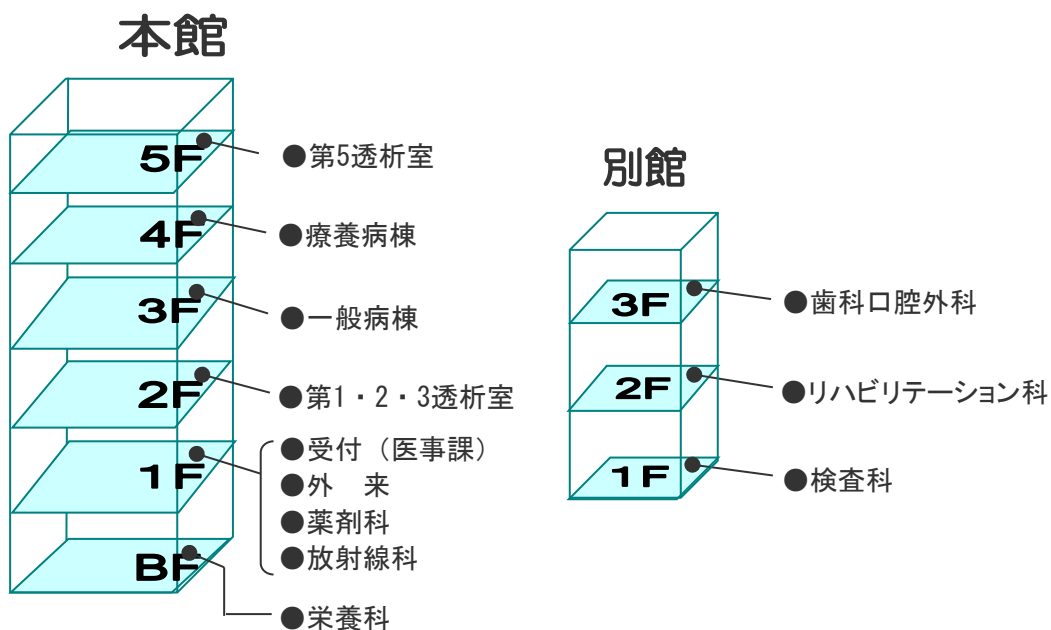 本館
5F
●第5透析室
4F
●療養病棟
3F
●一般病棟
2F
●第1・2・3透析室
1F
●受付（医事課）
●外　来
●薬剤科
●放射線科
BF
●栄養科
別館
3F
●歯科口腔外科
2F
●リハビリテーション科
1F
●検査科